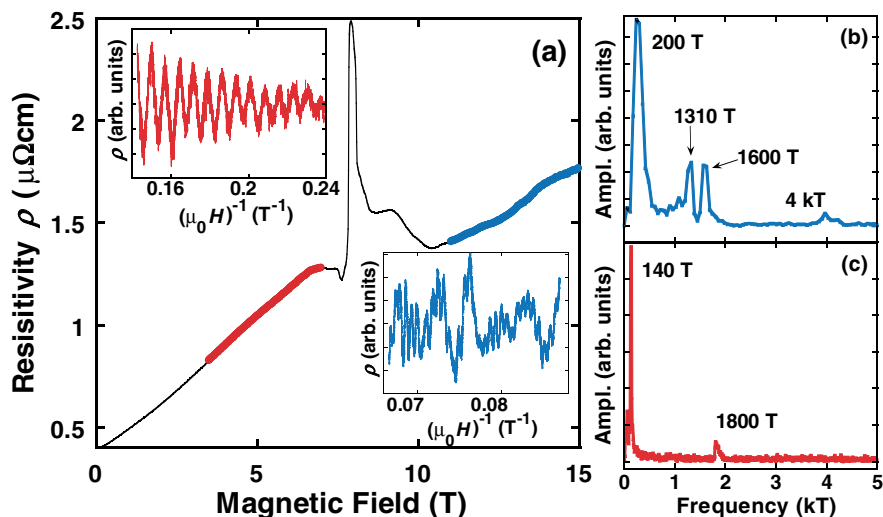 2.5
2
1.5
1
0.5
0
5
10
15
Resisitivity ρ (μΩcm)
Magnetic Field (T)
(a)
ρ (arb. units)
0.16
0.2
0.24
(μ₀H)⁻¹ (T⁻¹)
ρ (arb. units)
0.07
0.08
(μ₀H)⁻¹ (T⁻¹)
(b)
200 T
1310 T
1600 T
4 kT
Ampl. (arb. units)
(c)
140 T
1800 T
Ampl. (arb. units)
0 1 2 3 4 5
Frequency (kT)